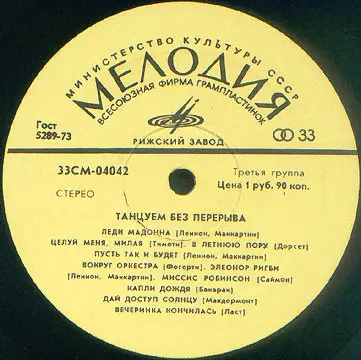 МИНИСТЕРСТВО КУЛЬТУРЫ СССР
МЕЛОДИЯ
ВСЕСОЮЗНАЯ ФИРМА ГРАМПЛАСТИНОК
Гост
5289-73
33
РИЖСКИЙ ЗАВОД
33СМ-04042
СТЕРЕО
Третья группа
Цена 1 руб. 90 коп.
ТАНЦУЕМ БЕЗ ПЕРЕРЫВА
ЛЕДИ МАДОННА (Леннон, Маккартни)
ЦЕЛУЙ МЕНЯ, МИЛАЯ (Тимоти). В ЛЕТНЮЮ ПОРУ (Дорсет)
ПУСТЬ ТАК И БУДЕТ (Леннон, Маккартни)
ВОКРУГ ОРКЕСТРА (Фогерти). ЭЛЕОНОР РИГБИ
(Леннон, Маккартни). МИССИС РОБИНСОН (Саймон)
КАПЛИ ДОЖДЯ (Бакарак)
ДАЙ ДОСТУП СОЛНЦУ (Макдермонт)
ВЕЧЕРИНКА КОНЧИЛАСЬ (Ласт)